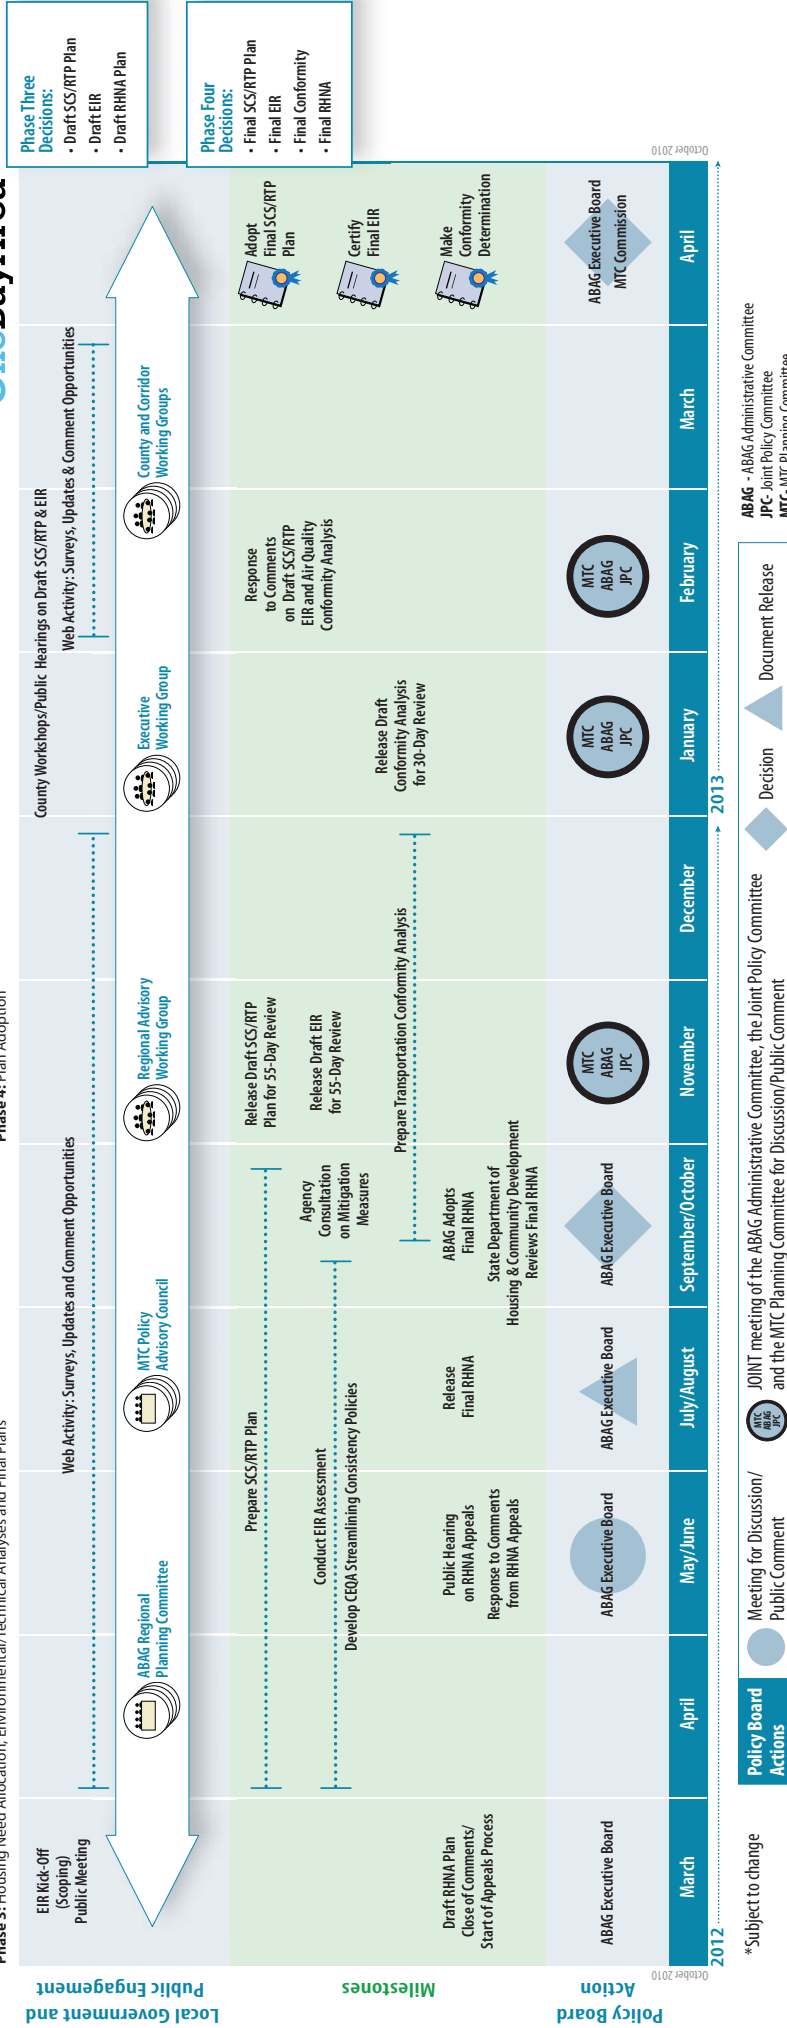 Phase 3: Housing Need Allocation, Environmental/Technical Analyses and Final Plans
Phase 4: Plan Adoption
OneBayArea
Local Government and
Public Engagement
EIR Kick-Off
(Scoping)
Public Meeting
Web Activity: Surveys, Updates and Comment Opportunities
County Workshops/Public Hearings on Draft SCS/RTP & EIR
Web Activity: Surveys, Updates & Comment Opportunities
ABAG Regional
Planning Committee
MTC Policy
Advisory Council
Regional Advisory
Working Group
Executive
Working Group
County and Corridor
Working Groups
Phase Three
Decisions:
• Draft SCS/RTP Plan
• Draft EIR
• Draft RHNA Plan
Phase Four
Decisions:
• Final SCS/RTP Plan
• Final EIR
• Final Conformity
• Final RHNA
Milestones
Prepare SCS/RTP Plan
Conduct EIR Assessment
Develop CEQA Streamlining Consistency Policies
Draft RHNA Plan
Close of Comments/
Start of Appeals Process
Public Hearing
on RHNA Appeals
Response to Comments
from RHNA Appeals
Release
Final RHNA
Agency
Consultation
on Mitigation
Measures
ABAG Adopts
Final RHNA
State Department of
Housing & Community Development
Reviews Final RHNA
Release Draft SCS/RTP
Plan for 55-Day Review
Release Draft EIR
for 55-Day Review
Prepare Transportation Conformity Analysis
Release Draft
Conformity Analysis
for 30-Day Review
Response
to Comments
on Draft SCS/RTP
EIR and Air Quality
Conformity Analysis
Adopt
Final SCS/RTP
Plan
Certify
Final EIR
Make
Conformity
Determination
Policy Board
Action
ABAG Executive Board
ABAG Executive Board
ABAG Executive Board
ABAG Executive Board
MTC
ABAG
JPC
MTC
ABAG
JPC
MTC
ABAG
JPC
ABAG Executive Board
MTC Commission
October 2010
March
April
May/June
July/August
September/October
November
December
January
February
March
April
October 2010
2012
2013
*Subject to change
Policy Board
Actions
Meeting for Discussion/
Public Comment
MTC
ABAG
JPC
JOINT meeting of the ABAG Administrative Committee, the Joint Policy Committee
and the MTC Planning Committee for Discussion/Public Comment
Decision
Document Release
ABAG - ABAG Administrative Committee
JPC- Joint Policy Committee
MTC- MTC Planning Committee